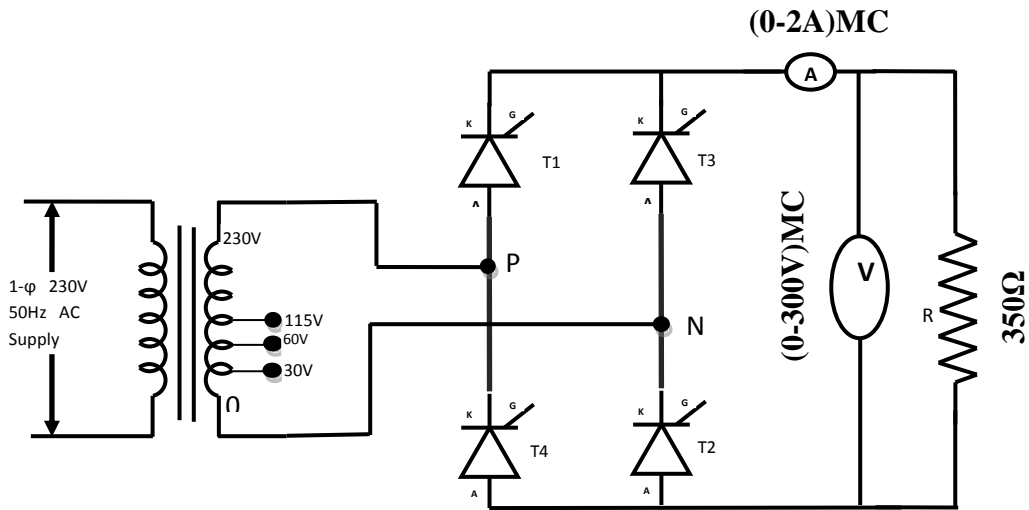 (0-2A)MC
A
K
G
T1
A
K
G
T3
A
230V
P
1-φ 230V
50Hz AC
Supply
115V
60V
30V
0
N
V
(0-300V)MC
R
350Ω
K
G
T4
A
K
G
T2
A